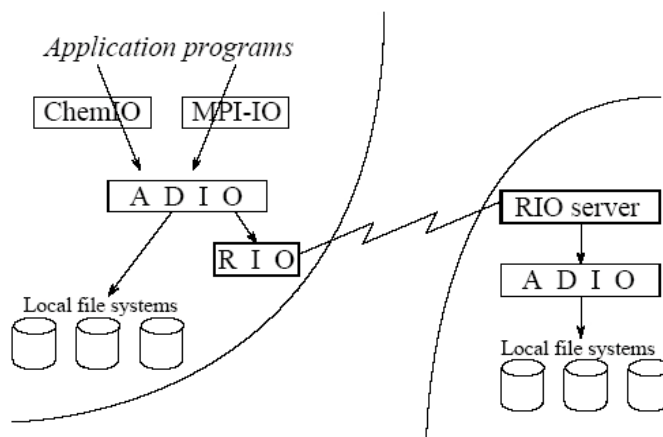 Application programs
ChemIO
MPI-IO
A D I O
R I O
Local file systems
RIO server
A D I O
Local file systems